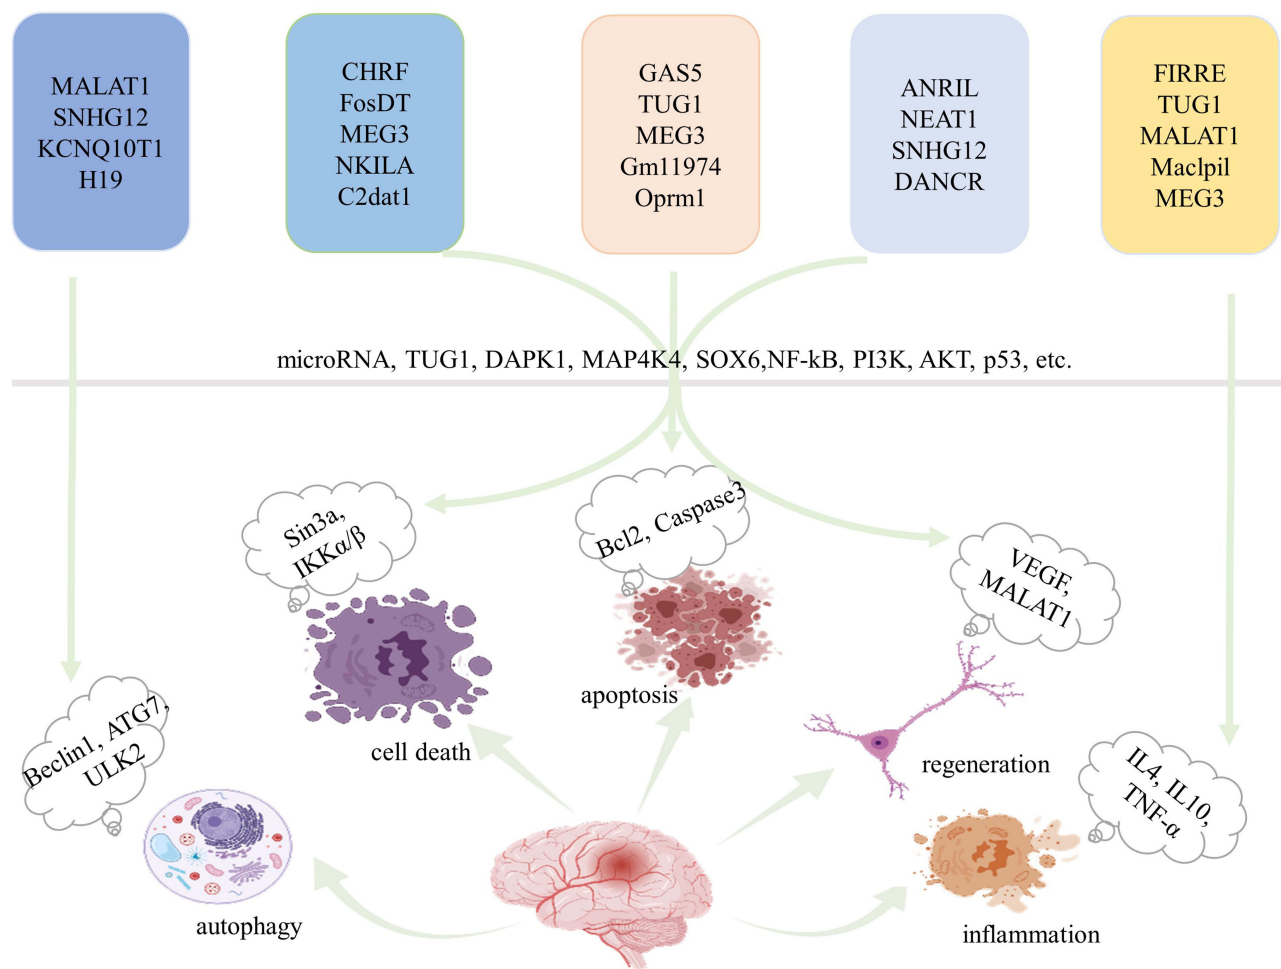 MALAT1
SNHG12
KCNQ10T1
H19
CHRF
FosDT
MEG3
NKILA
C2dat1
GAS5
TUG1
MEG3
Gm11974
Oprm1
ANRIL
NEAT1
SNHG12
DANCR
FIRRE
TUG1
MALAT1
Maclpil
MEG3
microRNA, TUG1, DAPK1, MAP4K4, SOX6,NF-kB, PI3K, AKT, p53, etc.
Sin3a,
IKKα/β
cell death
Bcl2, Caspase3
apoptosis
VEGF,
MALAT1
regeneration
Beclin1, ATG7,
ULK2
autophagy
IL4, IL10,
TNF-α
inflammation